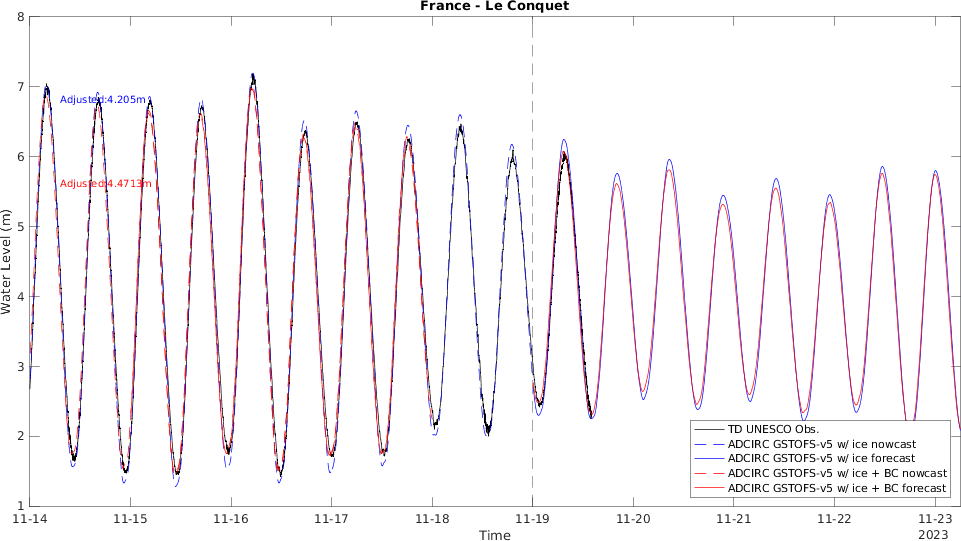 France - Le Conquet
Water Level (m)
8
7
6
5
4
3
2
1
Adjusted:4.205m
Adjusted:4.4713m
TD UNESCO Obs.
ADCIRC GSTOFS-v5 w/ ice nowcast
ADCIRC GSTOFS-v5 w/ ice forecast
ADCIRC GSTOFS-v5 w/ ice + BC nowcast
ADCIRC GSTOFS-v5 w/ ice + BC forecast
11-14 11-15 11-16 11-17 11-18 11-19 11-20 11-21 11-22 11-23
Time
2023